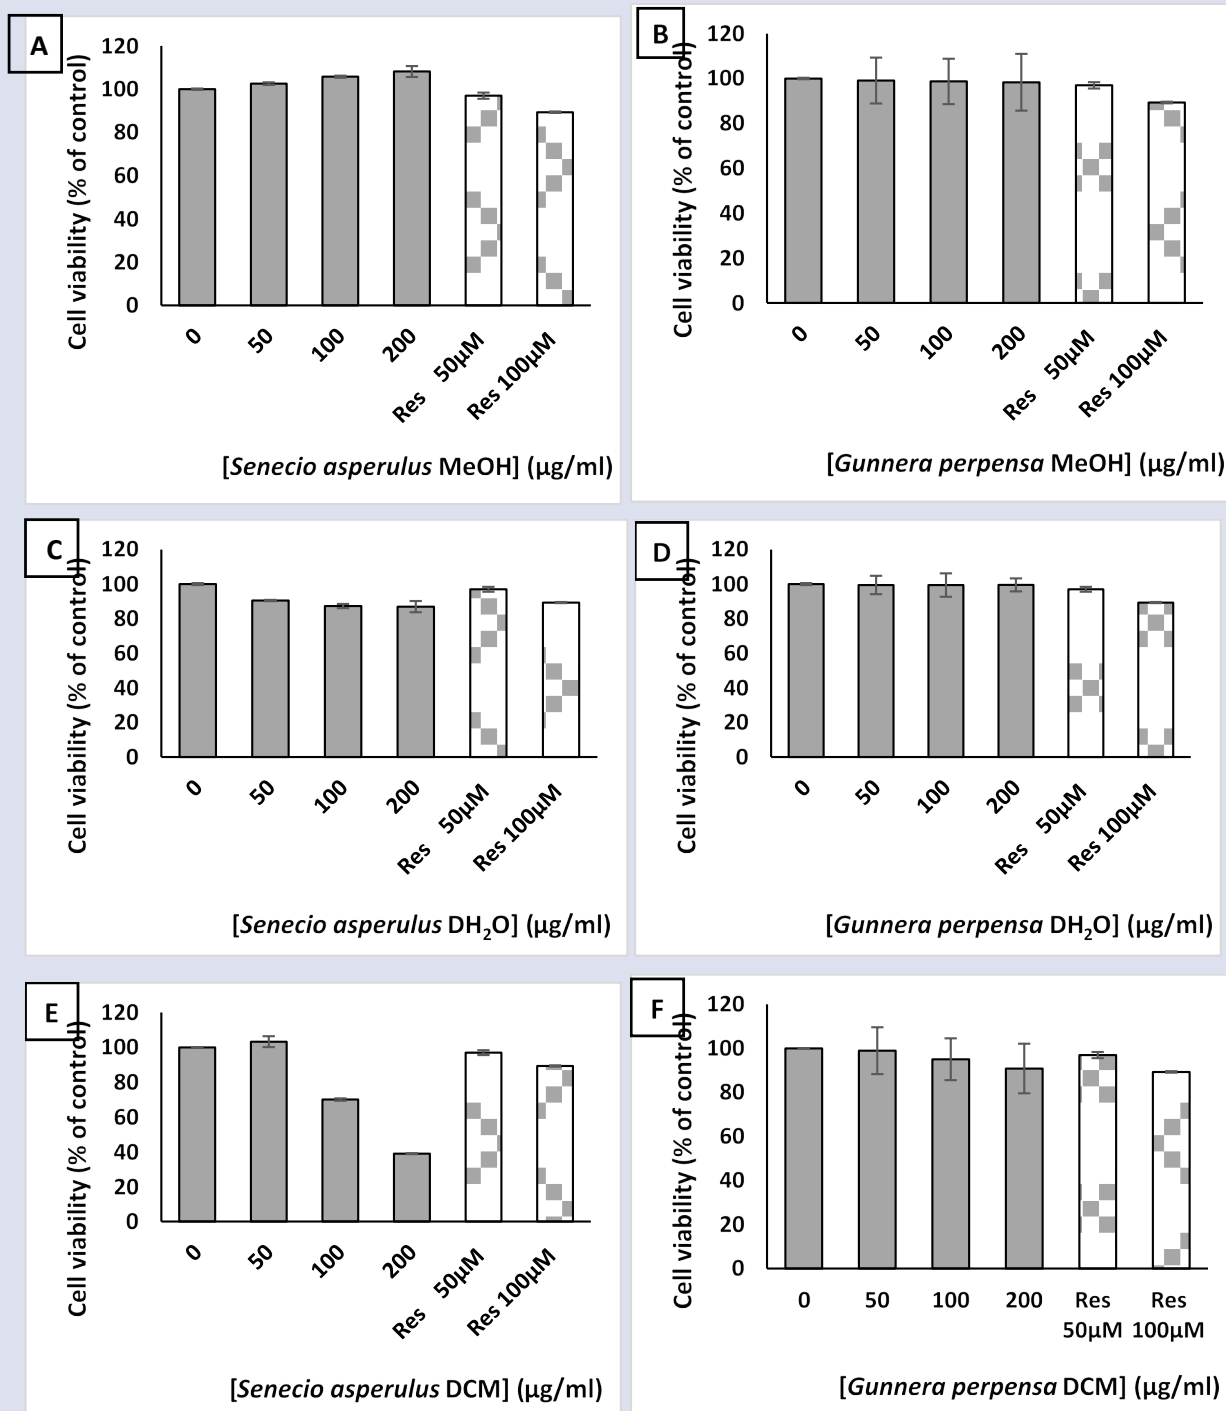 A
Cell viability (% of control)
120
100
80
60
40
20
0
0
50
100
200
Res 50µM
Res 100µM
[Senecio asperulus MeOH] (µg/ml)
B
Cell viability (% of control)
120
100
80
60
40
20
0
0
50
100
200
Res 50µM
Res 100µM
[Gunnera perpensa MeOH] (µg/ml)
C
Cell viability (% of control)
120
100
80
60
40
20
0
0
50
100
200
Res 50µM
Res 100µM
[Senecio asperulus DH₂O] (µg/ml)
D
Cell viability (% of control)
120
100
80
60
40
20
0
0
50
100
200
Res 50µM
Res 100µM
[Gunnera perpensa DH₂O] (µg/ml)
E
Cell viability (% of control)
120
100
80
60
40
20
0
0
50
100
200
Res 50µM
Res 100µM
[Senecio asperulus DCM] (µg/ml)
F
Cell viability (% of control)
120
100
80
60
40
20
0
0
50
100
200
Res
50µM
Res
100µM
[Gunnera perpensa DCM] (µg/ml)